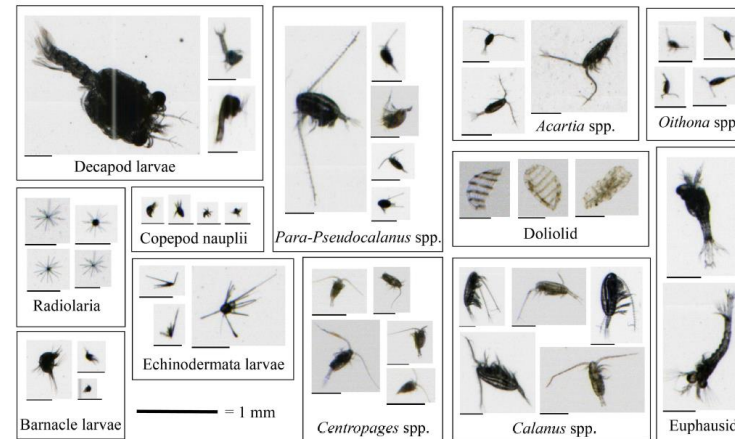 Decapod larvae
Para-Pseudocalanus spp.
Acartia spp.
Oithona spp
Radiolaria
Copepod nauplii
Doliolid
Echinodermata larvae
Barnacle larvae
= 1 mm
Centropages spp.
Calanus spp.
Euphausid